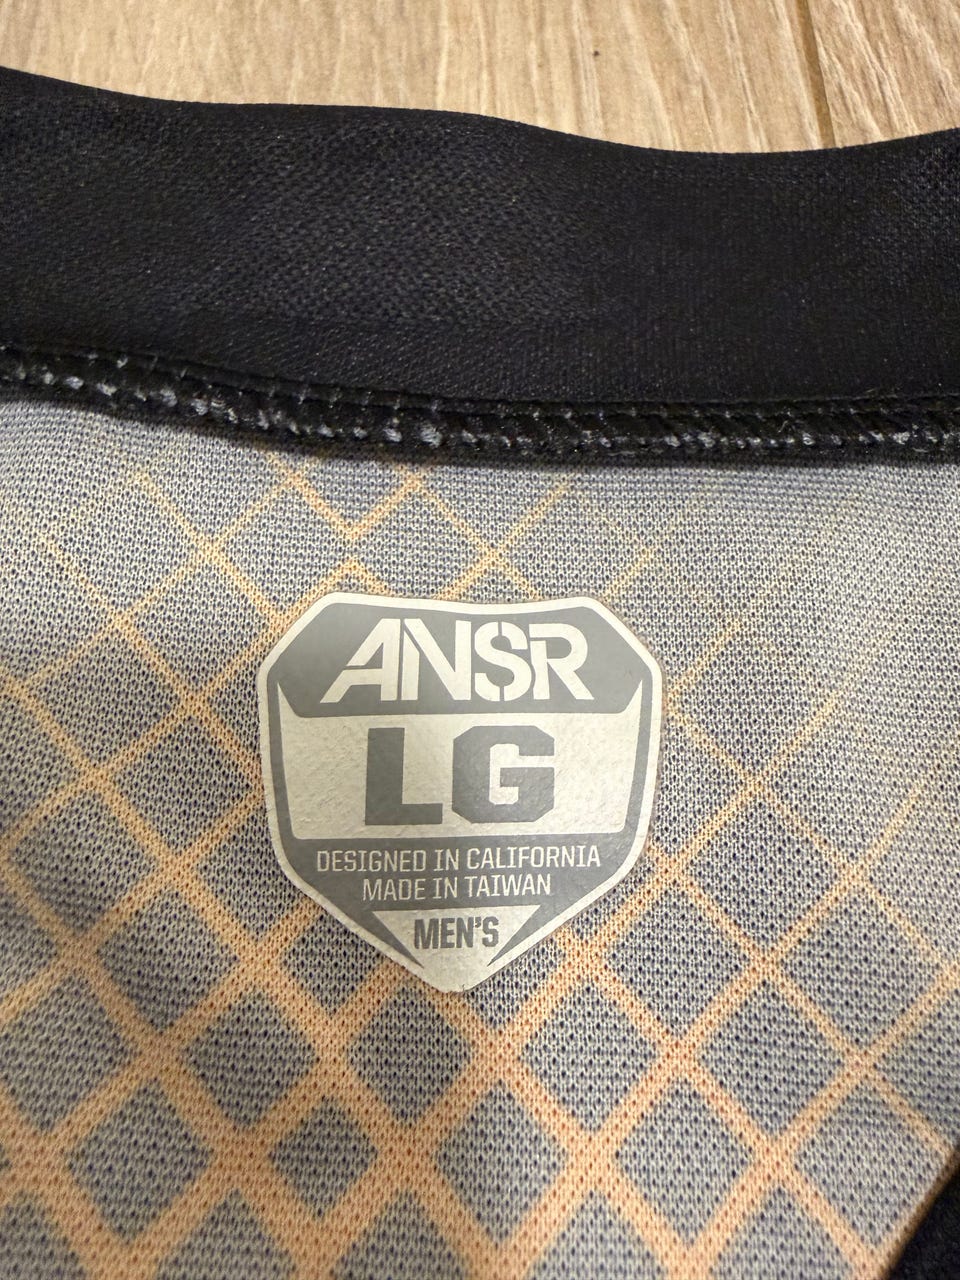 ANSR
LG
DESIGNED IN CALIFORNIA
MADE IN TAIWAN
MEN'S